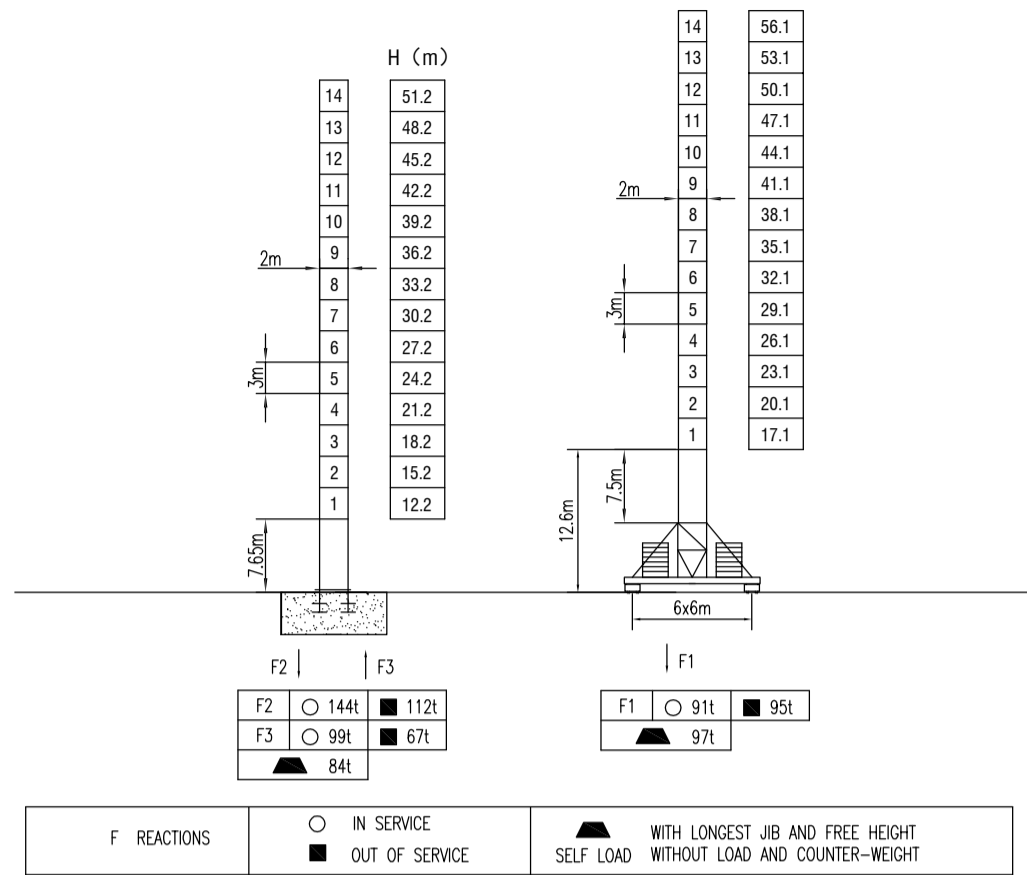 H (m)
14 51.2
13 48.2
12 45.2
11 42.2
10 39.2
9 36.2
8 33.2
7 30.2
6 27.2
5 24.2
4 21.2
3 18.2
2 15.2
1 12.2
2m
3m
7.65m
F2 F3
F2 144t 112t
F3 99t 67t
84t
14 56.1
13 53.1
12 50.1
11 47.1
10 44.1
9 41.1
8 38.1
7 35.1
6 32.1
5 29.1
4 26.1
3 23.1
2 20.1
1 17.1
2m
3m
7.5m
12.6m
6x6m
F1
F1 91t 95t
97t
F REACTIONS
IN SERVICE
OUT OF SERVICE
WITH LONGEST JIB AND FREE HEIGHT
SELF LOAD WITHOUT LOAD AND COUNTER-WEIGHT